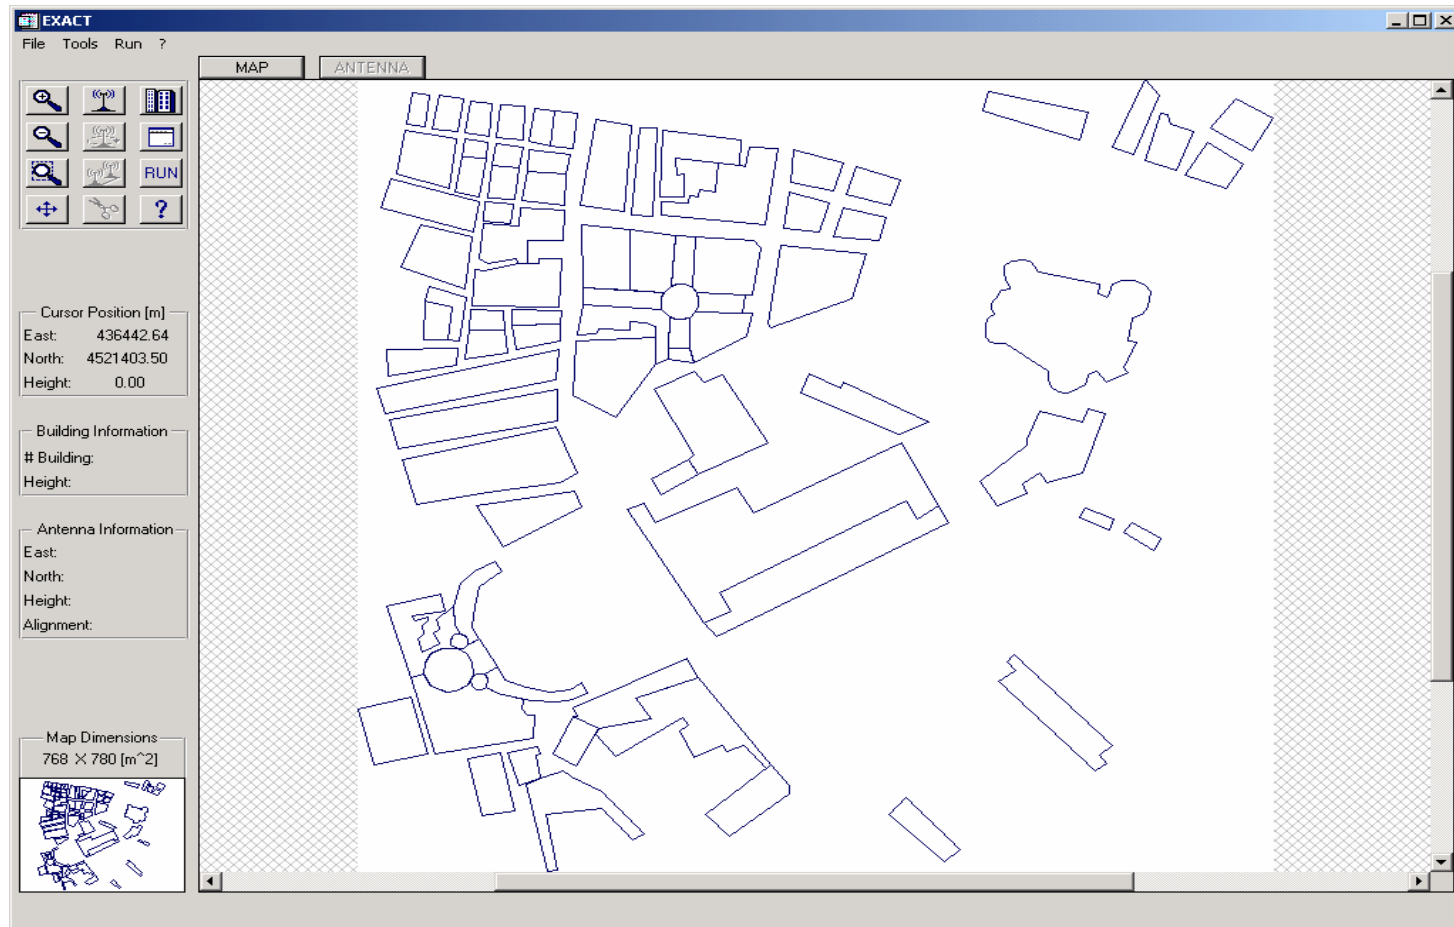 EXACT
File Tools Run ?
MAP ANTENNA
RUN
?
Cursor Position [m]
East: 436442.64
North: 4521403.50
Height: 0.00
Building Information
# Building:
Height:
Antenna Information
East:
North:
Height:
Alignment:
Map Dimensions
768 X 780 [m^2]